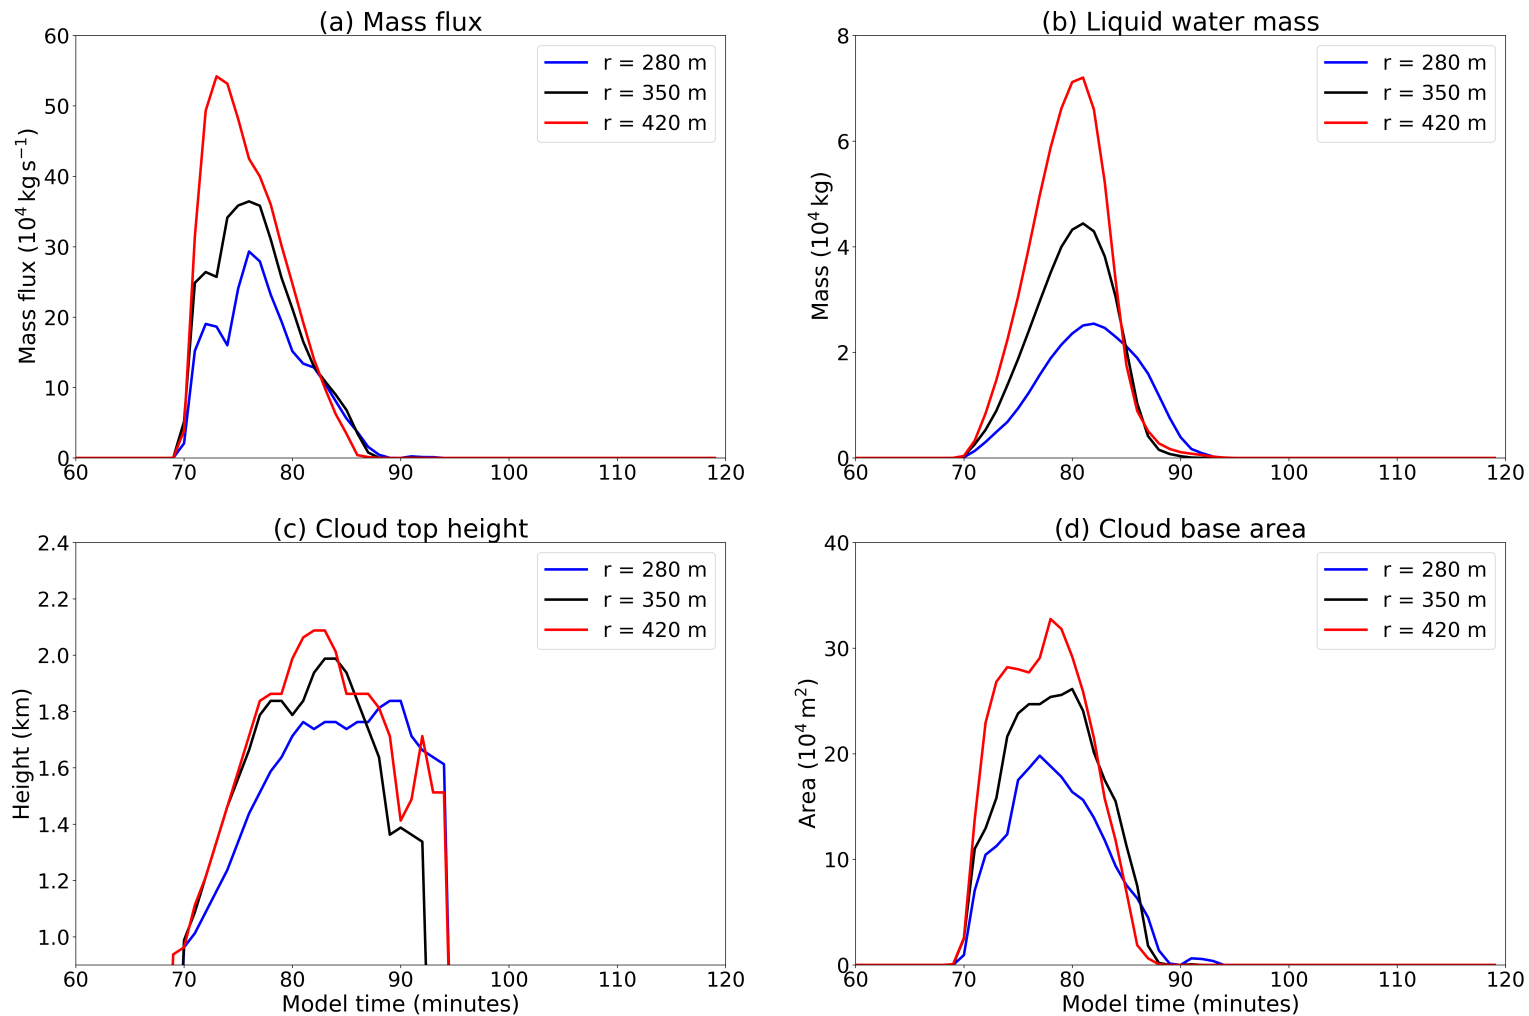 (a) Mass flux
60
50
40
30
20
10
0
Mass flux (10⁴ kg s⁻¹)
r = 280 m
r = 350 m
r = 420 m
60 70 80 90 100 110 120
(b) Liquid water mass
8
6
4
2
0
Mass (10⁴ kg)
r = 280 m
r = 350 m
r = 420 m
60 70 80 90 100 110 120
(c) Cloud top height
2.4
2.2
2.0
1.8
1.6
1.4
1.2
1.0
Height (km)
r = 280 m
r = 350 m
r = 420 m
60 70 80 90 100 110 120
Model time (minutes)
(d) Cloud base area
40
30
20
10
0
Area (10⁴ m²)
r = 280 m
r = 350 m
r = 420 m
60 70 80 90 100 110 120
Model time (minutes)